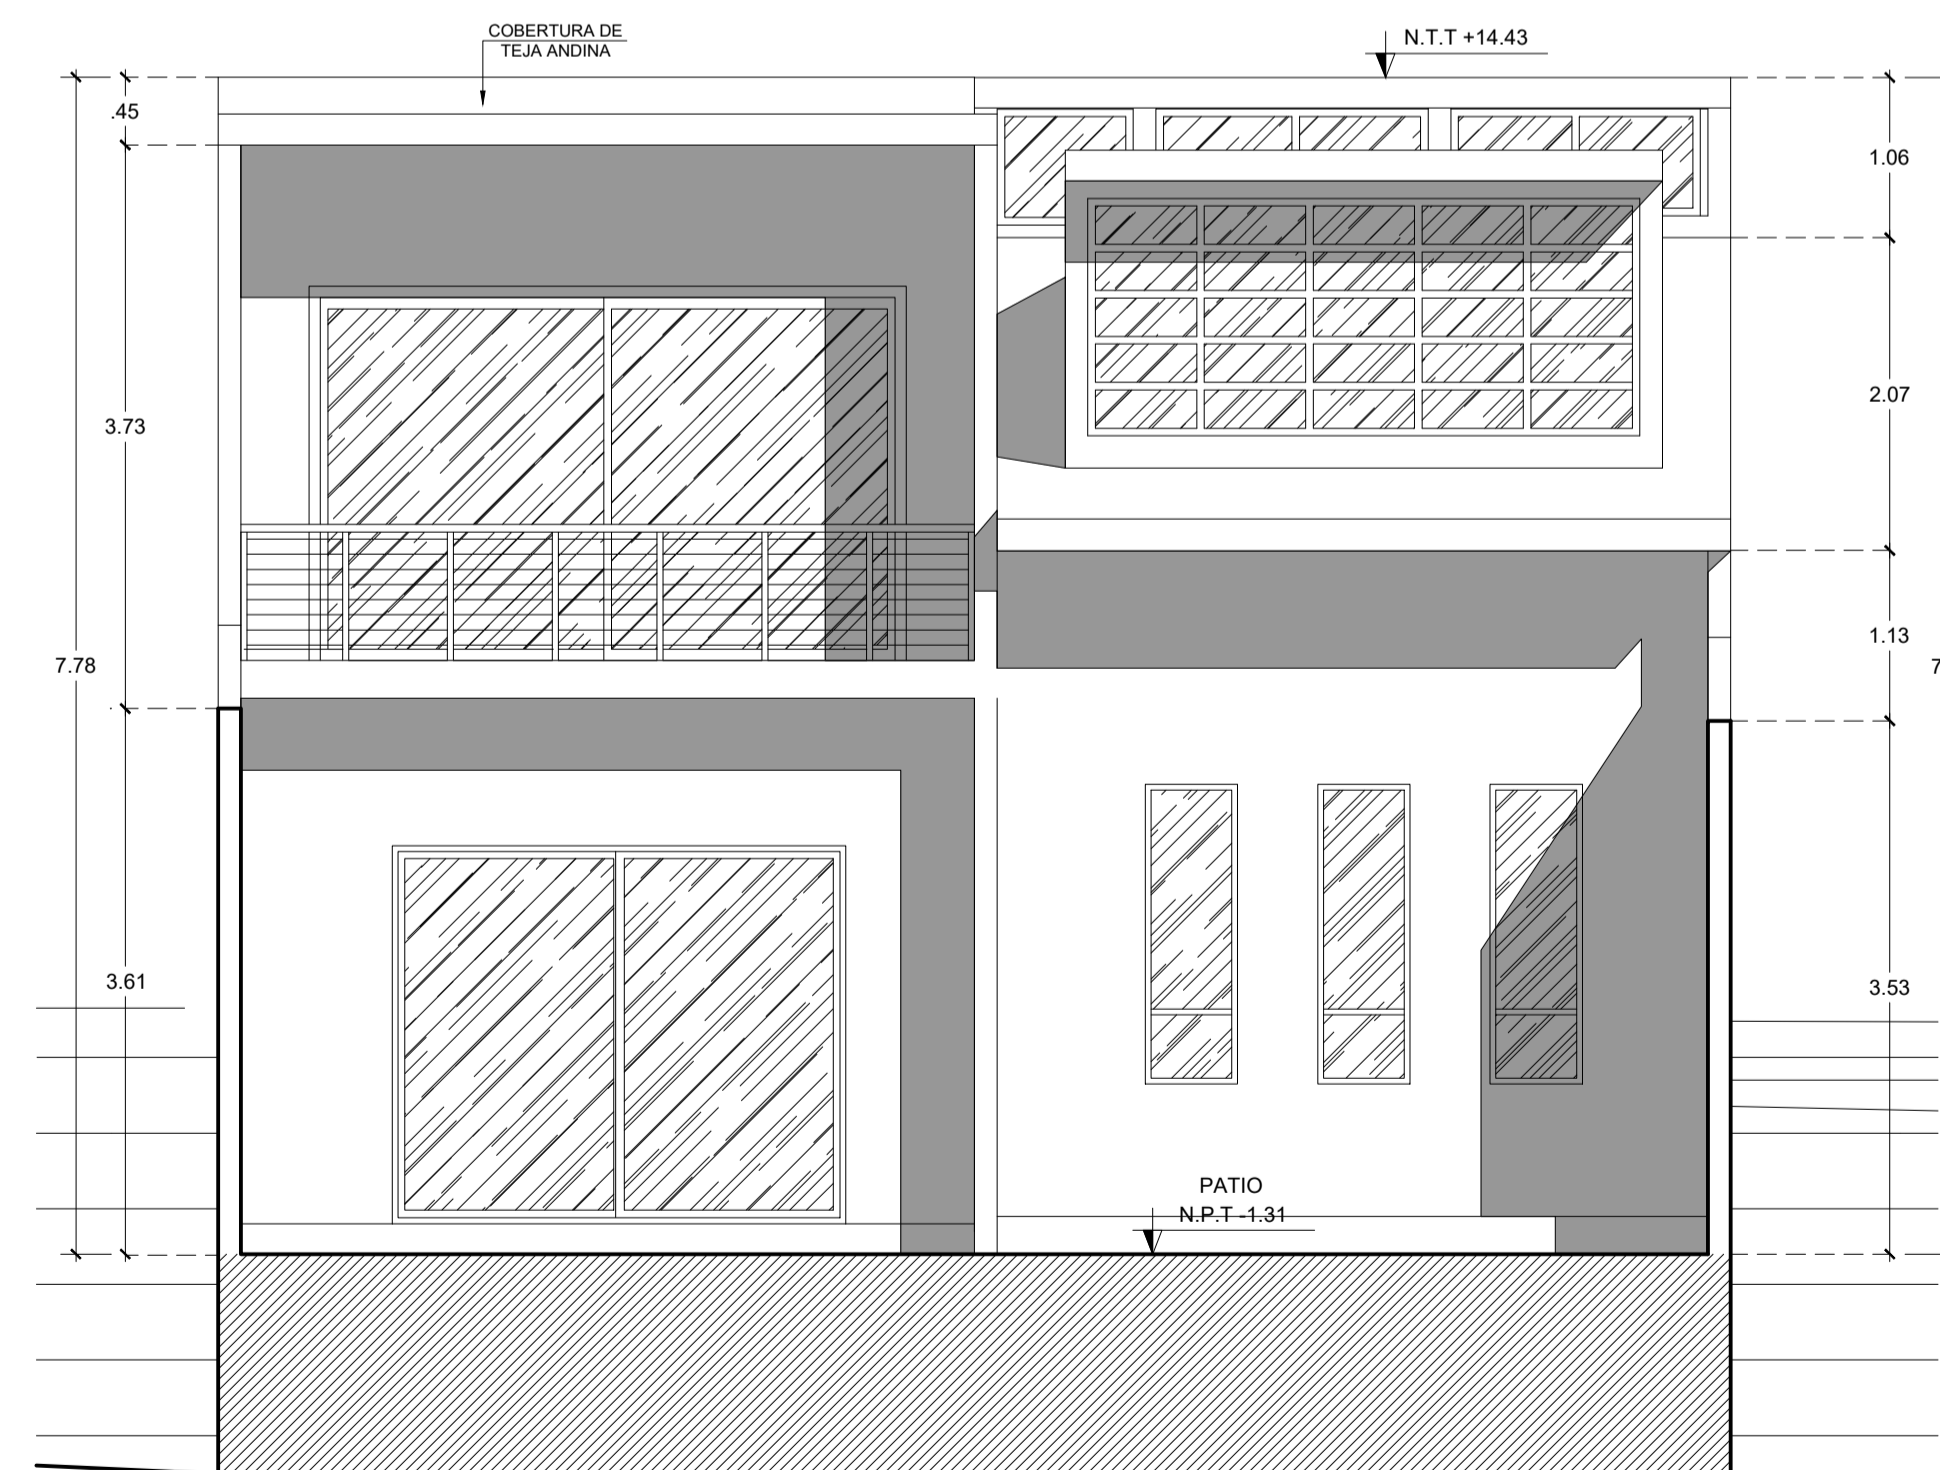 COBERTURA DE
TEJA ANDINA
N.T.T +14.43
.45
1.06
3.73
2.07
7.78
1.13
7
3.61
3.53
PATIO
N.P.T -1.31